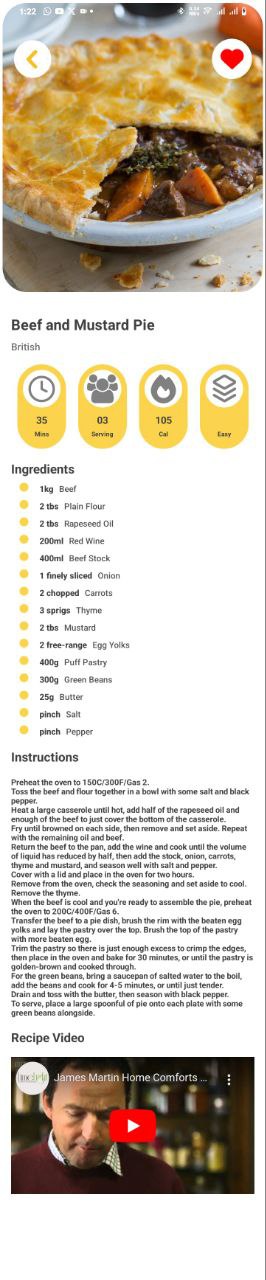 1:22
Beef and Mustard Pie
British
35
Mins
03
Serving
105
Cal
Easy
Ingredients
1kg Beef
2 tbs Plain Flour
2 tbs Rapeseed Oil
200ml Red Wine
400ml Beef Stock
1 finely sliced Onion
2 chopped Carrots
3 sprigs Thyme
2 tbs Mustard
2 free-range Egg Yolks
400g Puff Pastry
300g Green Beans
25g Butter
pinch Salt
pinch Pepper
Instructions
Preheat the oven to 150C/300F/Gas 2.
Toss the beef and flour together in a bowl with some salt and black
pepper.
Heat a large casserole until hot, add half of the rapeseed oil and
enough of the beef to just cover the bottom of the casserole.
Fry until browned on each side, then remove and set aside. Repeat
with the remaining oil and beef.
Return the beef to the pan, add the wine and cook until the volume
of liquid has reduced by half, then add the stock, onion, carrots,
thyme and mustard, and season well with salt and pepper.
Cover with a lid and place in the oven for two hours.
Remove from the oven, check the seasoning and set aside to cool.
Remove the thyme.
When the beef is cool and you're ready to assemble the pie, preheat
the oven to 200C/400F/Gas 6.
Transfer the beef to a pie dish, brush the rim with the beaten egg
yolks and lay the pastry over the top. Brush the top of the pastry
with more beaten egg.
Trim the pastry so there is just enough excess to crimp the edges,
then place in the oven and bake for 30 minutes, or until the pastry is
golden-brown and cooked through.
For the green beans, bring a saucepan of salted water to the boil,
add the beans and cook for 4-5 minutes, or until just tender.
Drain and toss with the butter, then season with black pepper.
To serve, place a large spoonful of pie onto each plate with some
green beans alongside.
Recipe Video
James Martin Home Comforts ...